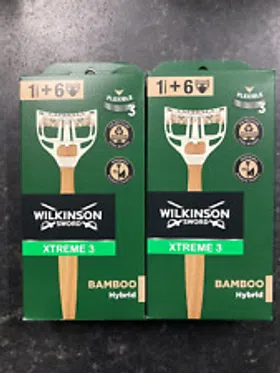 1 + 6
FLEXIBLE
3
WILKINSON
SWORD
XTREME 3
BAMBOO
Hybrid
1 + 6
FLEXIBLE
3
WILKINSON
SWORD
XTREME 3
BAMBOO
Hybrid